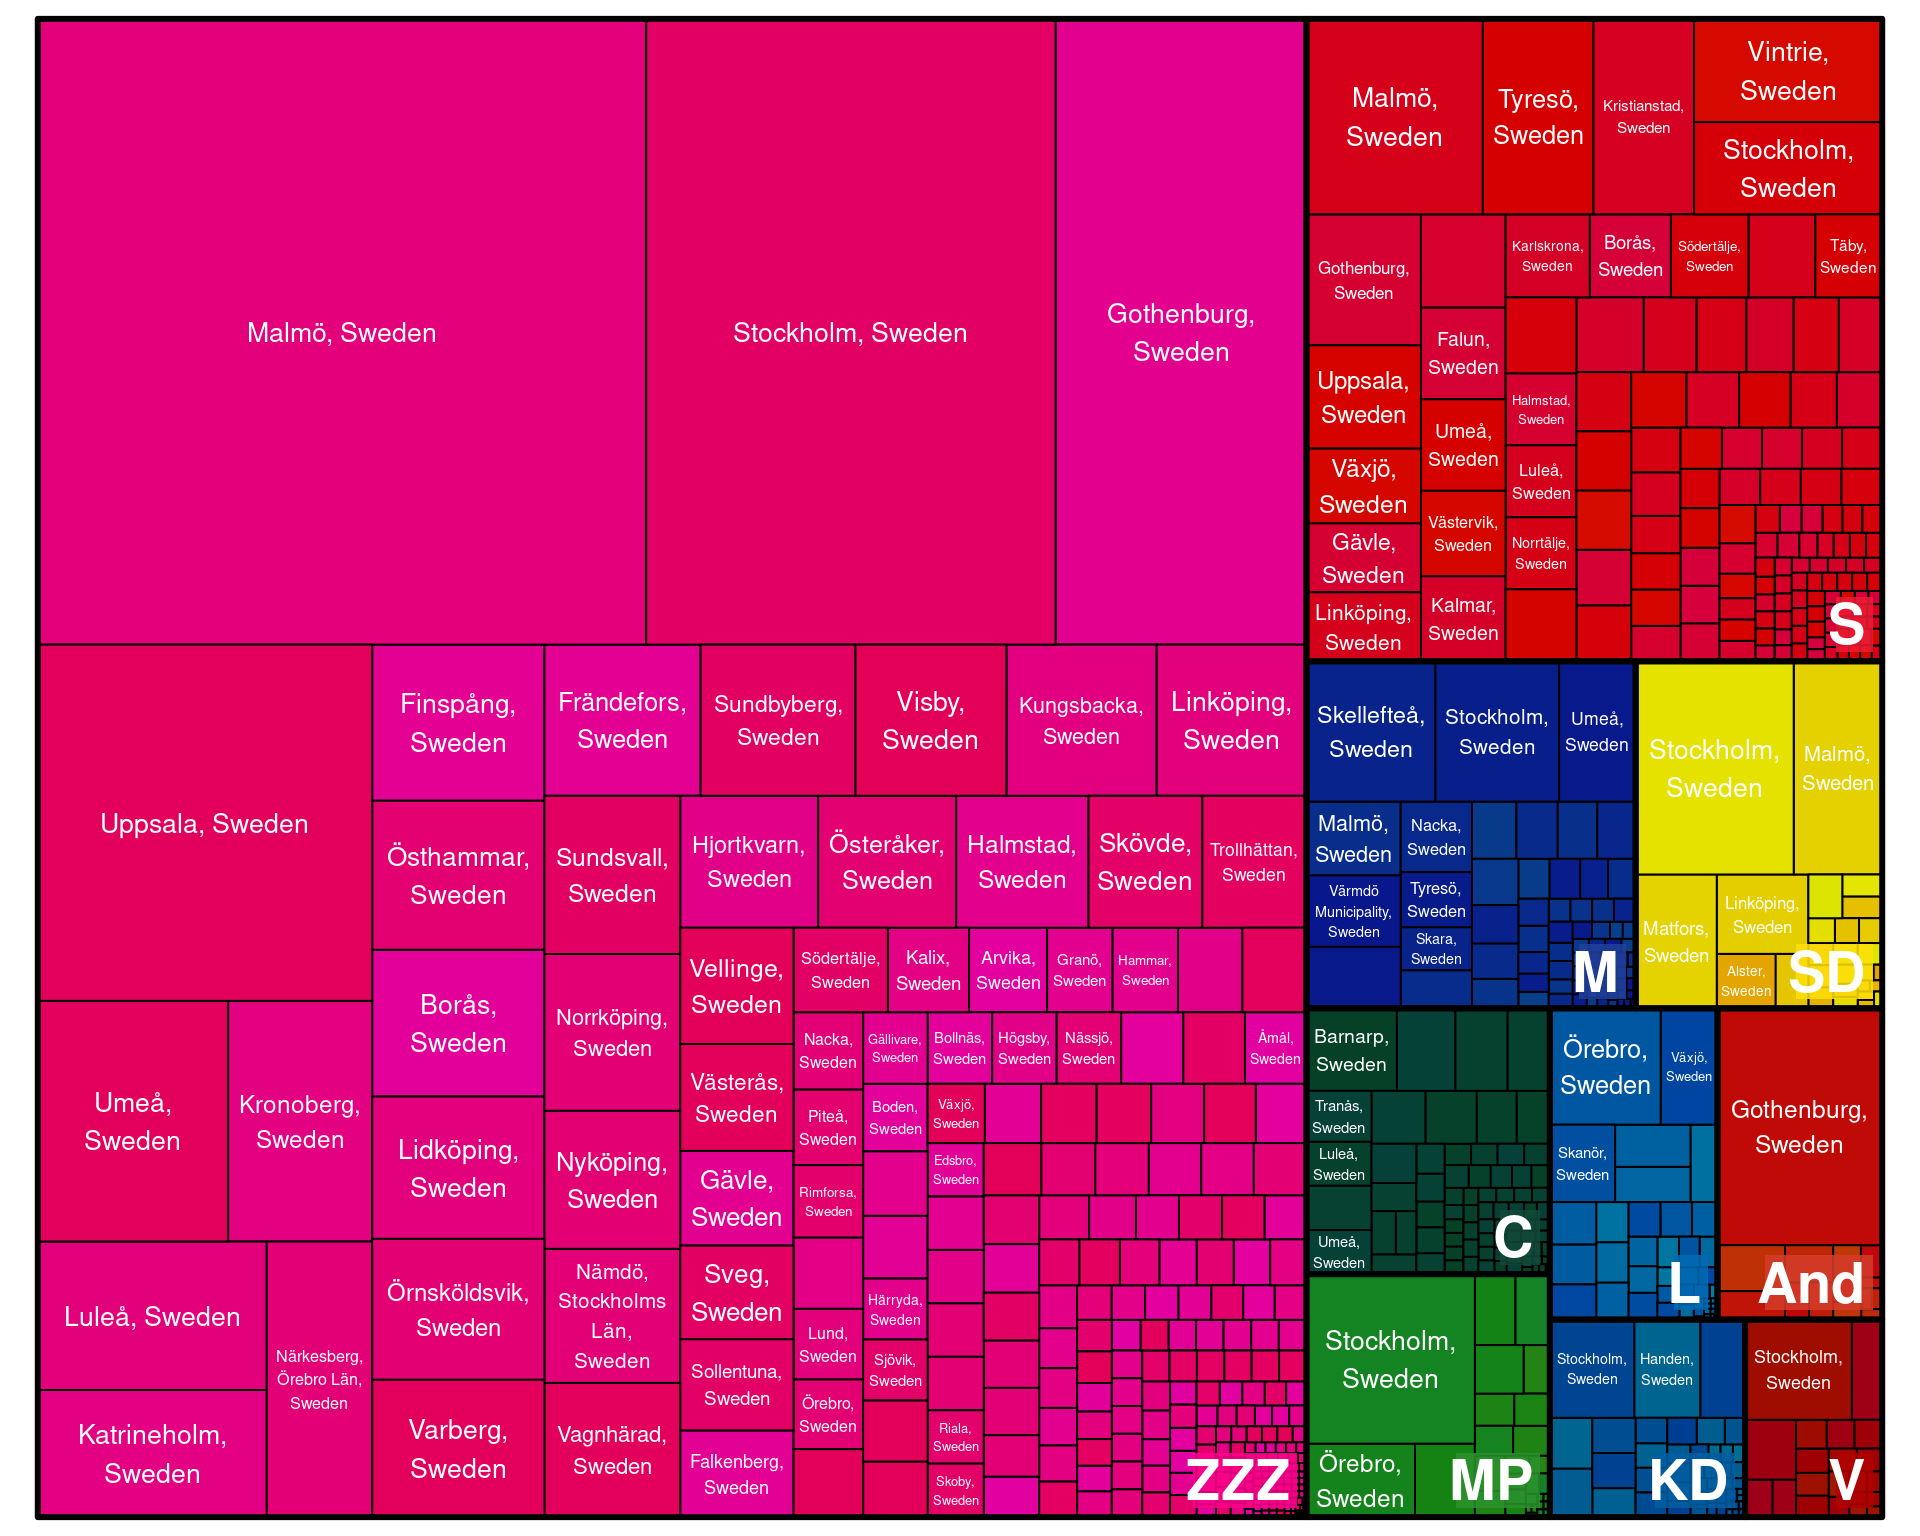 Malmö, Sweden
Stockholm, Sweden
Gothenburg,
Sweden
Uppsala, Sweden
Umeå,
Sweden
Kronoberg,
Sweden
Luleå, Sweden
Katrineholm,
Sweden
Närkesberg,
Örebro Län,
Sweden
Finspång,
Sweden
Östhammar,
Sweden
Borås,
Sweden
Lidköping,
Sweden
Örnsköldsvik,
Sweden
Varberg,
Sweden
Frändefors,
Sweden
Sundbyberg,
Sweden
Visby,
Sweden
Kungsbacka,
Sweden
Linköping,
Sweden
Sundsvall,
Sweden
Norrköping,
Sweden
Nyköping,
Sweden
Nämdö,
Stockholms
Län,
Sweden
Vagnhärad,
Sweden
Hjortkvarn,
Sweden
Österåker,
Sweden
Halmstad,
Sweden
Skövde,
Sweden
Trollhättan,
Sweden
Vellinge,
Sweden
Västerås,
Sweden
Gävle,
Sweden
Sveg,
Sweden
Sollentuna,
Sweden
Falkenberg,
Sweden
Södertälje,
Sweden
Kalix,
Sweden
Arvika,
Sweden
Granö,
Sweden
Hammar,
Sweden
Nacka,
Sweden
Piteå,
Sweden
Rimforsa,
Sweden
Lund,
Sweden
Örebro,
Sweden
Gällivare,
Sweden
Boden,
Sweden
Härryda,
Sweden
Sjövik,
Sweden
Bollnäs,
Sweden
Högsby,
Sweden
Nässjö,
Sweden
Åmål,
Sweden
Växjö,
Sweden
Edsbro,
Sweden
Riala,
Sweden
Skoby,
Sweden
ZZZ
Malmö,
Sweden
Tyresö,
Sweden
Kristianstad,
Sweden
Vintrie,
Sweden
Stockholm,
Sweden
Gothenburg,
Sweden
Uppsala,
Sweden
Växjö,
Sweden
Gävle,
Sweden
Linköping,
Sweden
Falun,
Sweden
Umeå,
Sweden
Västervik,
Sweden
Kalmar,
Sweden
Karlskrona,
Sweden
Borås,
Sweden
Södertälje,
Sweden
Täby,
Sweden
Halmstad,
Sweden
Luleå,
Sweden
Norrtälje,
Sweden
S
Skellefteå,
Sweden
Stockholm,
Sweden
Umeå,
Sweden
Malmö,
Sweden
Värmdö
Municipality,
Sweden
Nacka,
Sweden
Tyresö,
Sweden
Skara,
Sweden
M
Stockholm,
Sweden
Malmö,
Sweden
Matfors,
Sweden
Linköping,
Sweden
Alster,
Sweden
SD
Barnarp,
Sweden
Tranås,
Sweden
Luleå,
Sweden
Umeå,
Sweden
C
Örebro,
Sweden
Växjö,
Sweden
Skanör,
Sweden
L
Gothenburg,
Sweden
And
Stockholm,
Sweden
Örebro,
Sweden
MP
Stockholm,
Sweden
Handen,
Sweden
KD
Stockholm,
Sweden
V